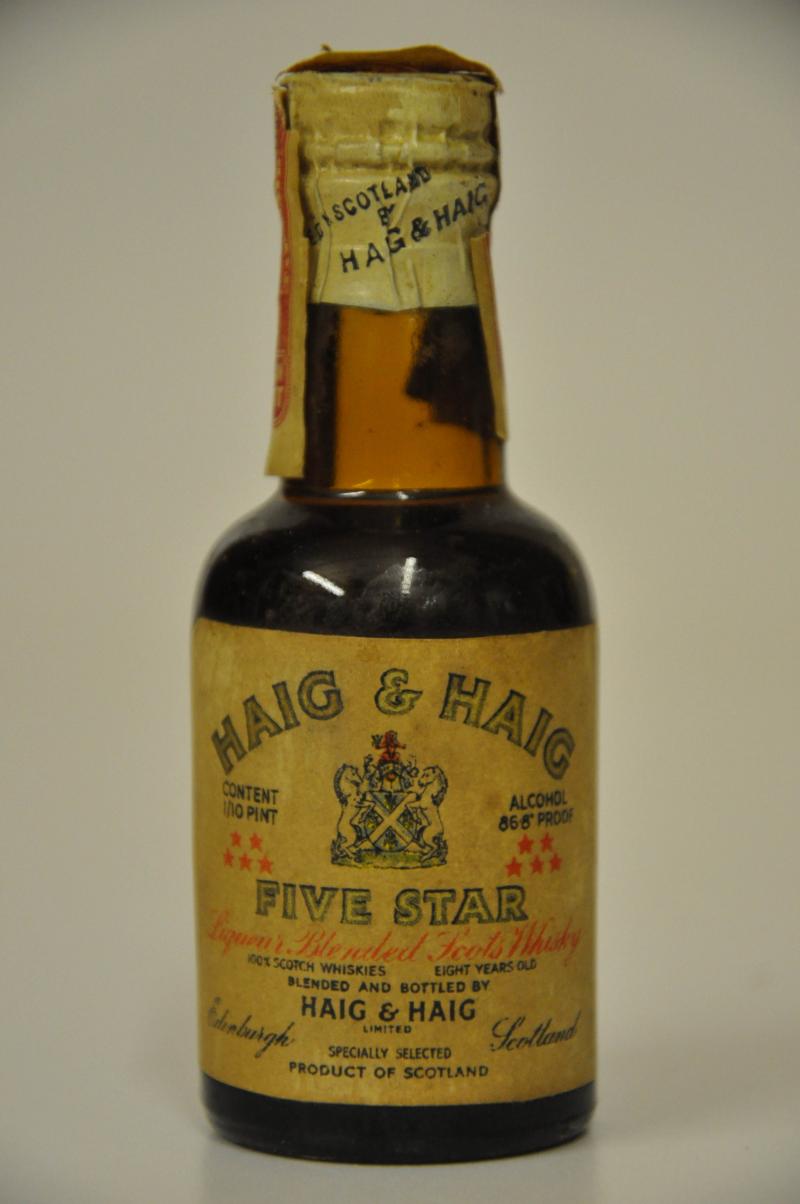 SCOTLAND
BY
HAIG & HAIG
HAIG & HAIG
CONTENT
1/10 PINT
ALCOHOL
86·8° PROOF
FIVE STAR
Liqueur Blended Scots Whisky
100% SCOTCH WHISKIES EIGHT YEARS OLD
BLENDED AND BOTTLED BY
HAIG & HAIG
LIMITED
Edinburgh Scotland
SPECIALLY SELECTED
PRODUCT OF SCOTLAND